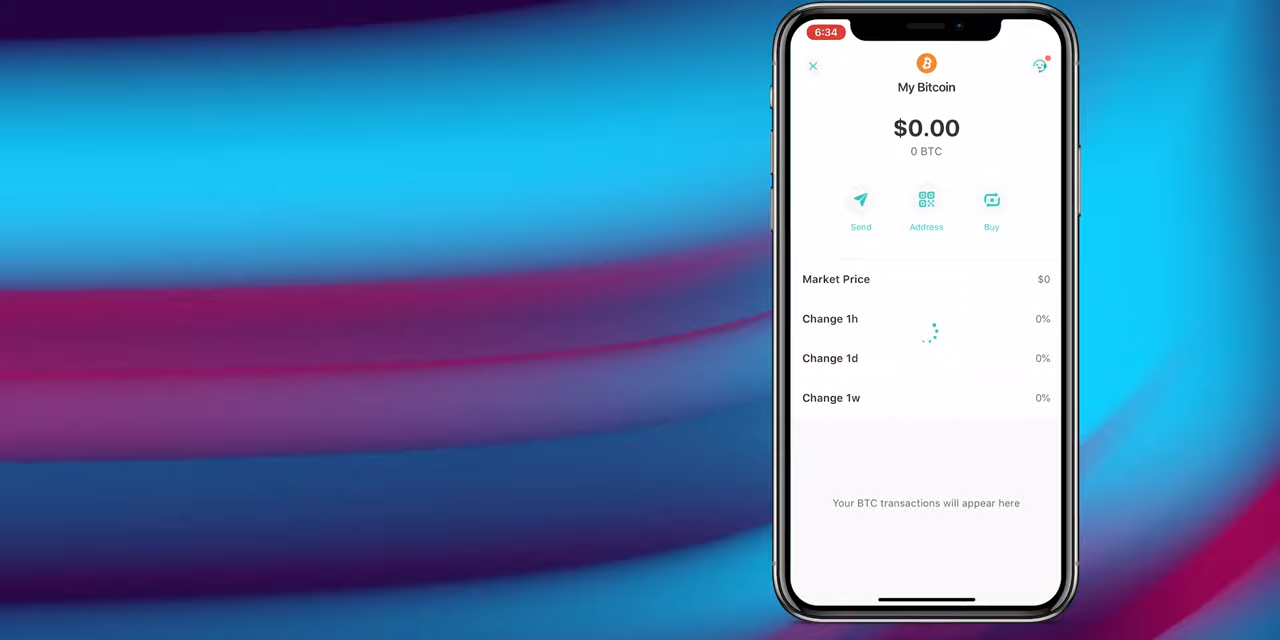 6:34
My Bitcoin
$0.00
0 BTC
Send Address Buy
Market Price $0
Change 1h 0%
Change 1d 0%
Change 1w 0%
Your BTC transactions will appear here